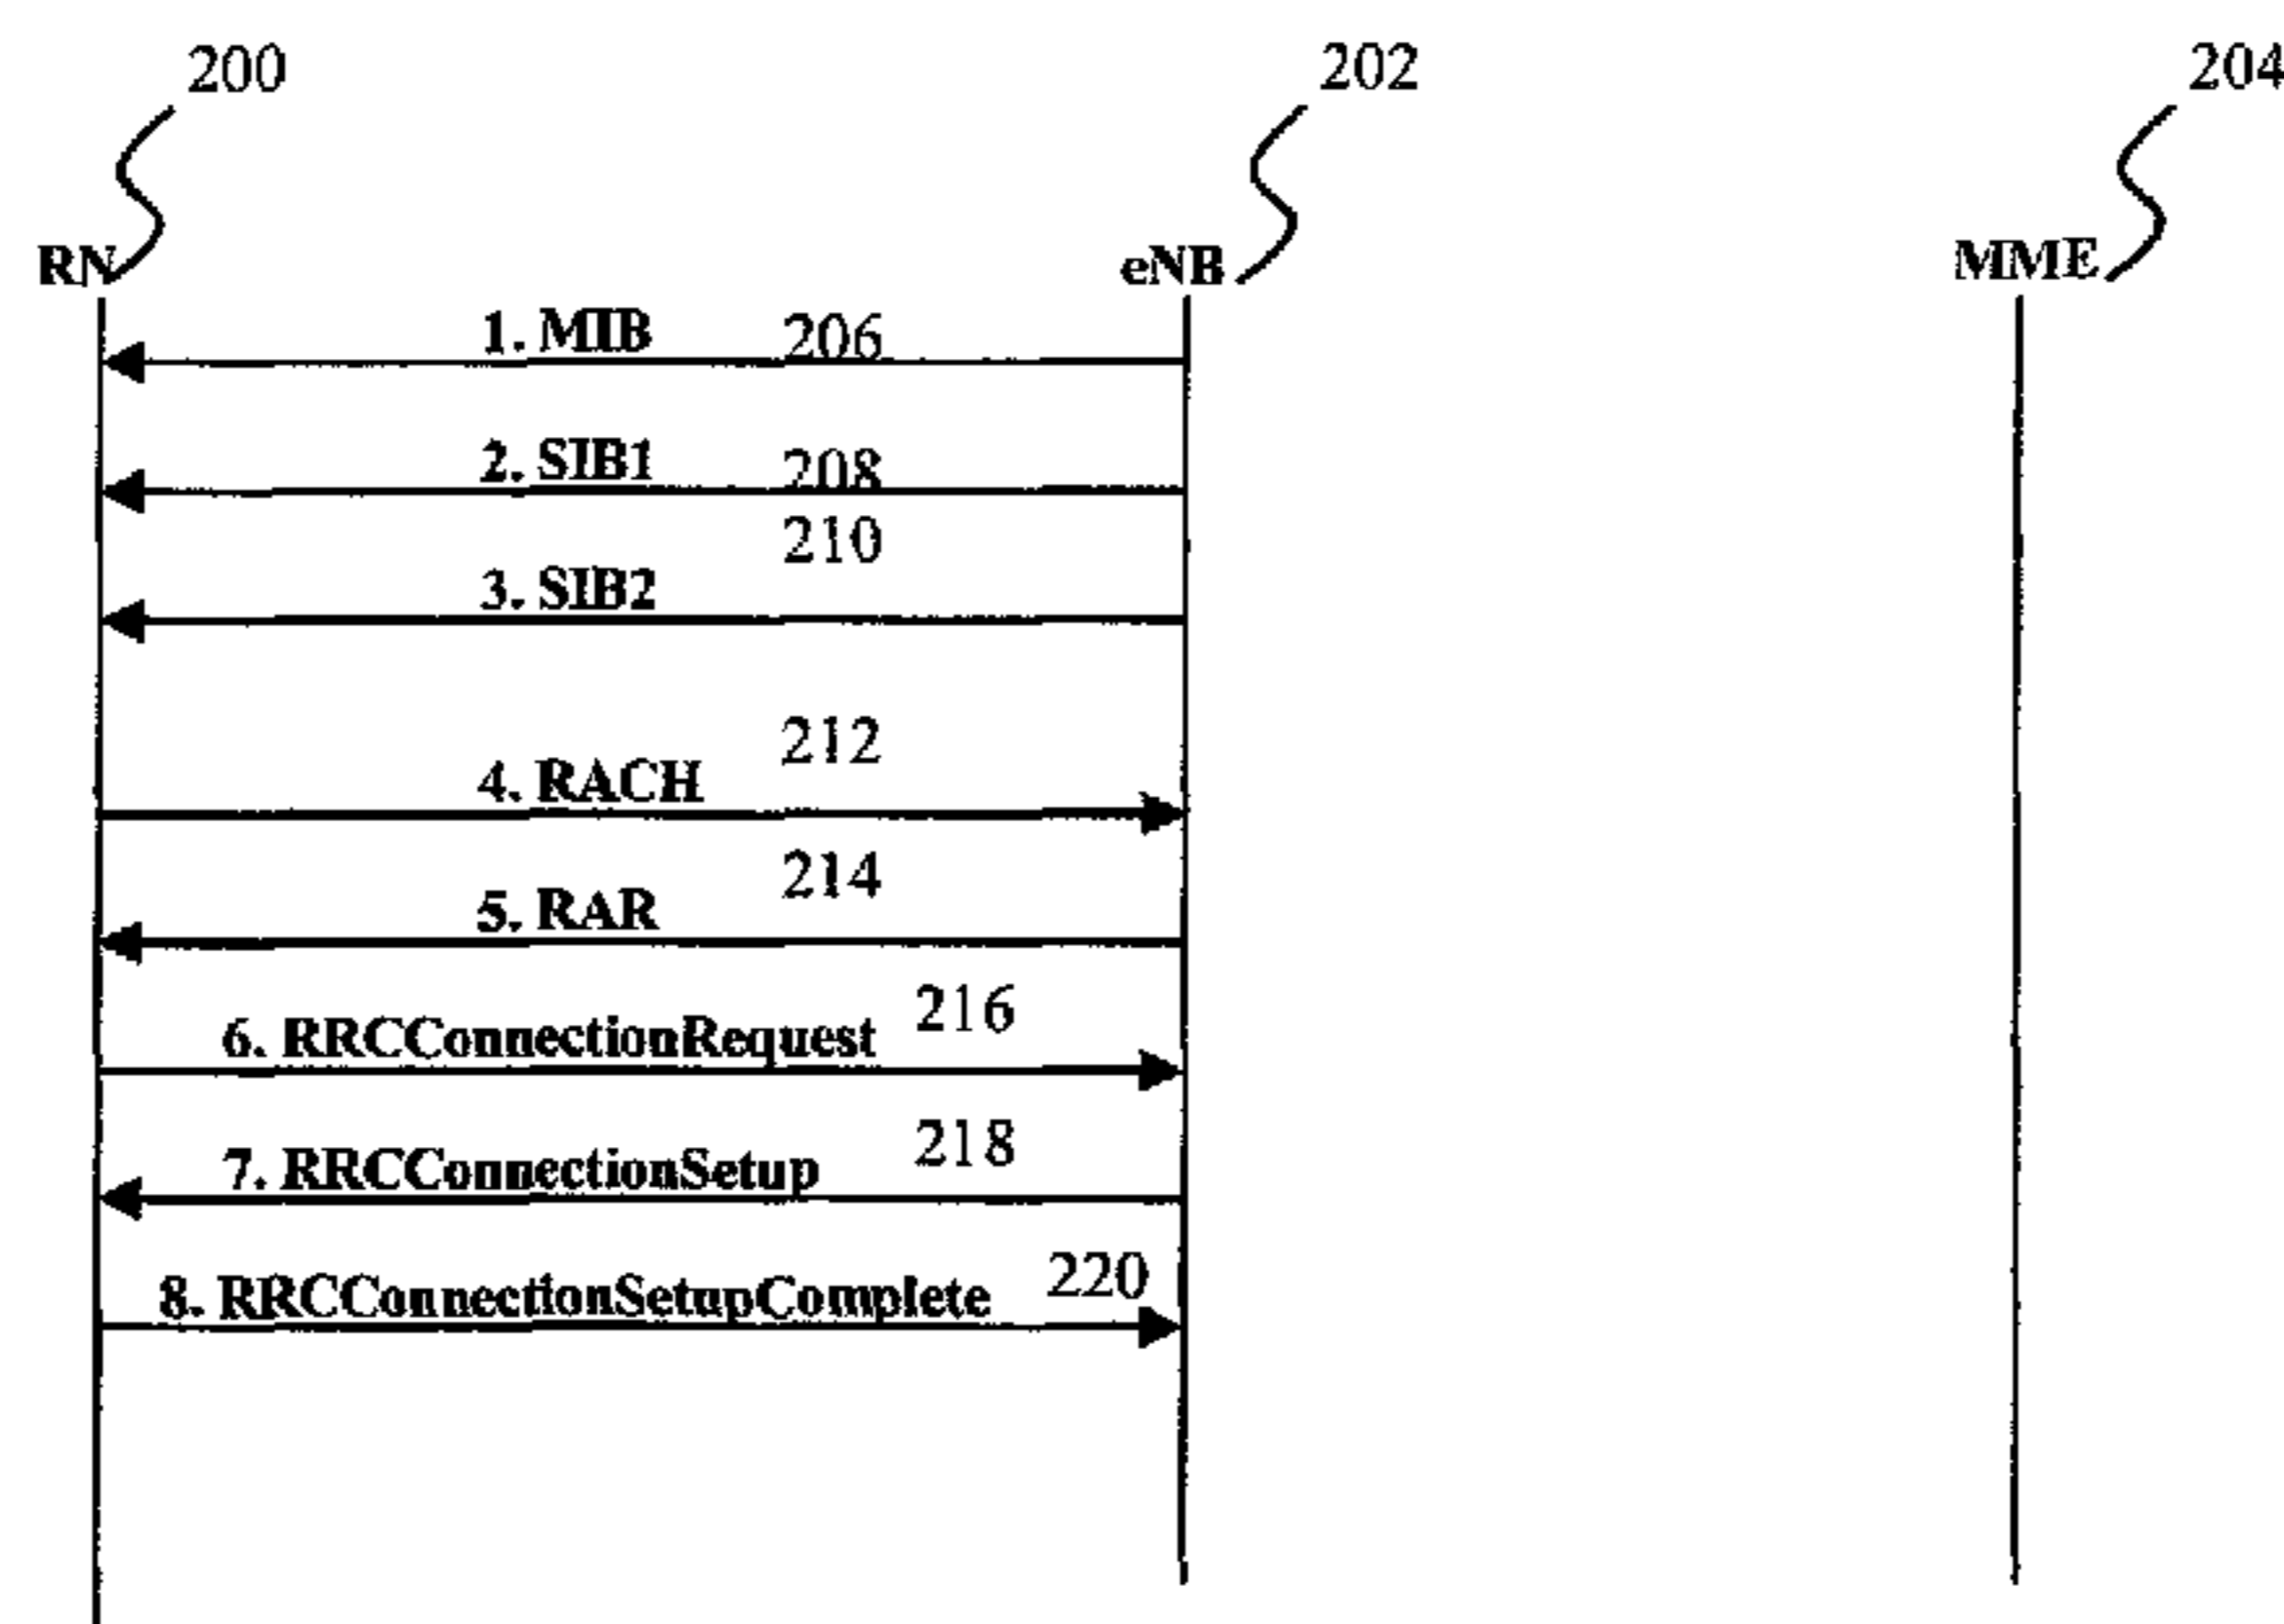 200 202 204
RN eNB MME
1. MIB 206
2. SIB1 208
210
3. SIB2
212
4. RACH
214
5. RAR
216
6. RRCConnectionRequest
218
7. RRCConnectionSetup
220
8. RRCConnectionSetupComplete